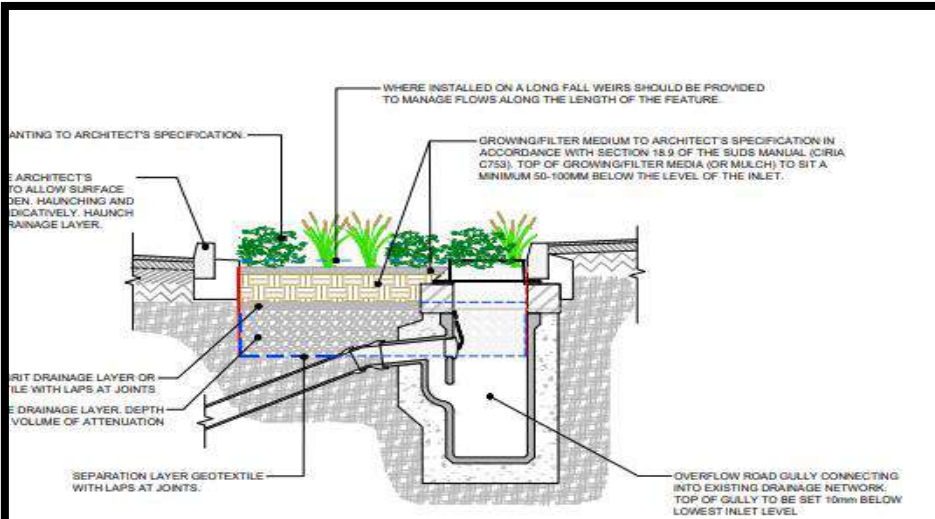 WHERE INSTALLED ON A LONG FALL WEIRS SHOULD BE PROVIDED
TO MANAGE FLOWS ALONG THE LENGTH OF THE FEATURE.
ANTING TO ARCHITECT'S SPECIFICATION.
GROWING/FILTER MEDIUM TO ARCHITECT'S SPECIFICATION IN
ACCORDANCE WITH SECTION 18.9 OF THE SUDS MANUAL (CIRIA
C753). TOP OF GROWING/FILTER MEDIA (OR MULCH) TO SIT A
MINIMUM 50-100MM BELOW THE LEVEL OF THE INLET.
E ARCHITECT'S
TO ALLOW SURFACE
DEN. HAUNCHING AND
NDICATIVELY. HAUNCH
RAINAGE LAYER.
GRIT DRAINAGE LAYER OR
TILE WITH LAPS AT JOINTS
E DRAINAGE LAYER. DEPTH
VOLUME OF ATTENUATION
SEPARATION LAYER GEOTEXTILE
WITH LAPS AT JOINTS.
OVERFLOW ROAD GULLY CONNECTING
INTO EXISTING DRAINAGE NETWORK.
TOP OF GULLY TO BE SET 10mm BELOW
LOWEST INLET LEVEL